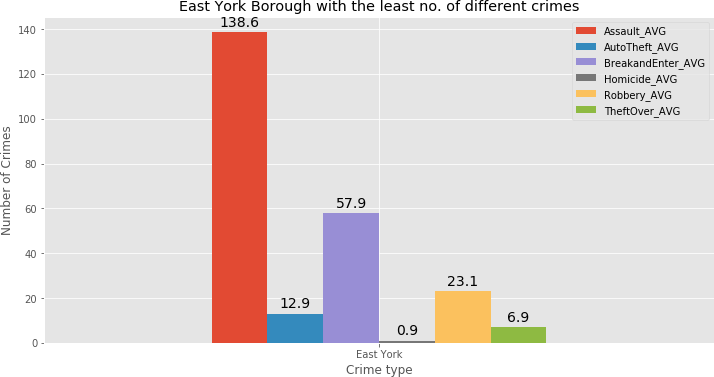 East York Borough with the least no. of different crimes
138.6
140
120
100
80
60
40
20
0
Number of Crimes
Assault_AVG
AutoTheft_AVG
BreakandEnter_AVG
Homicide_AVG
Robbery_AVG
TheftOver_AVG
57.9
23.1
12.9
6.9
0.9
East York
Crime type